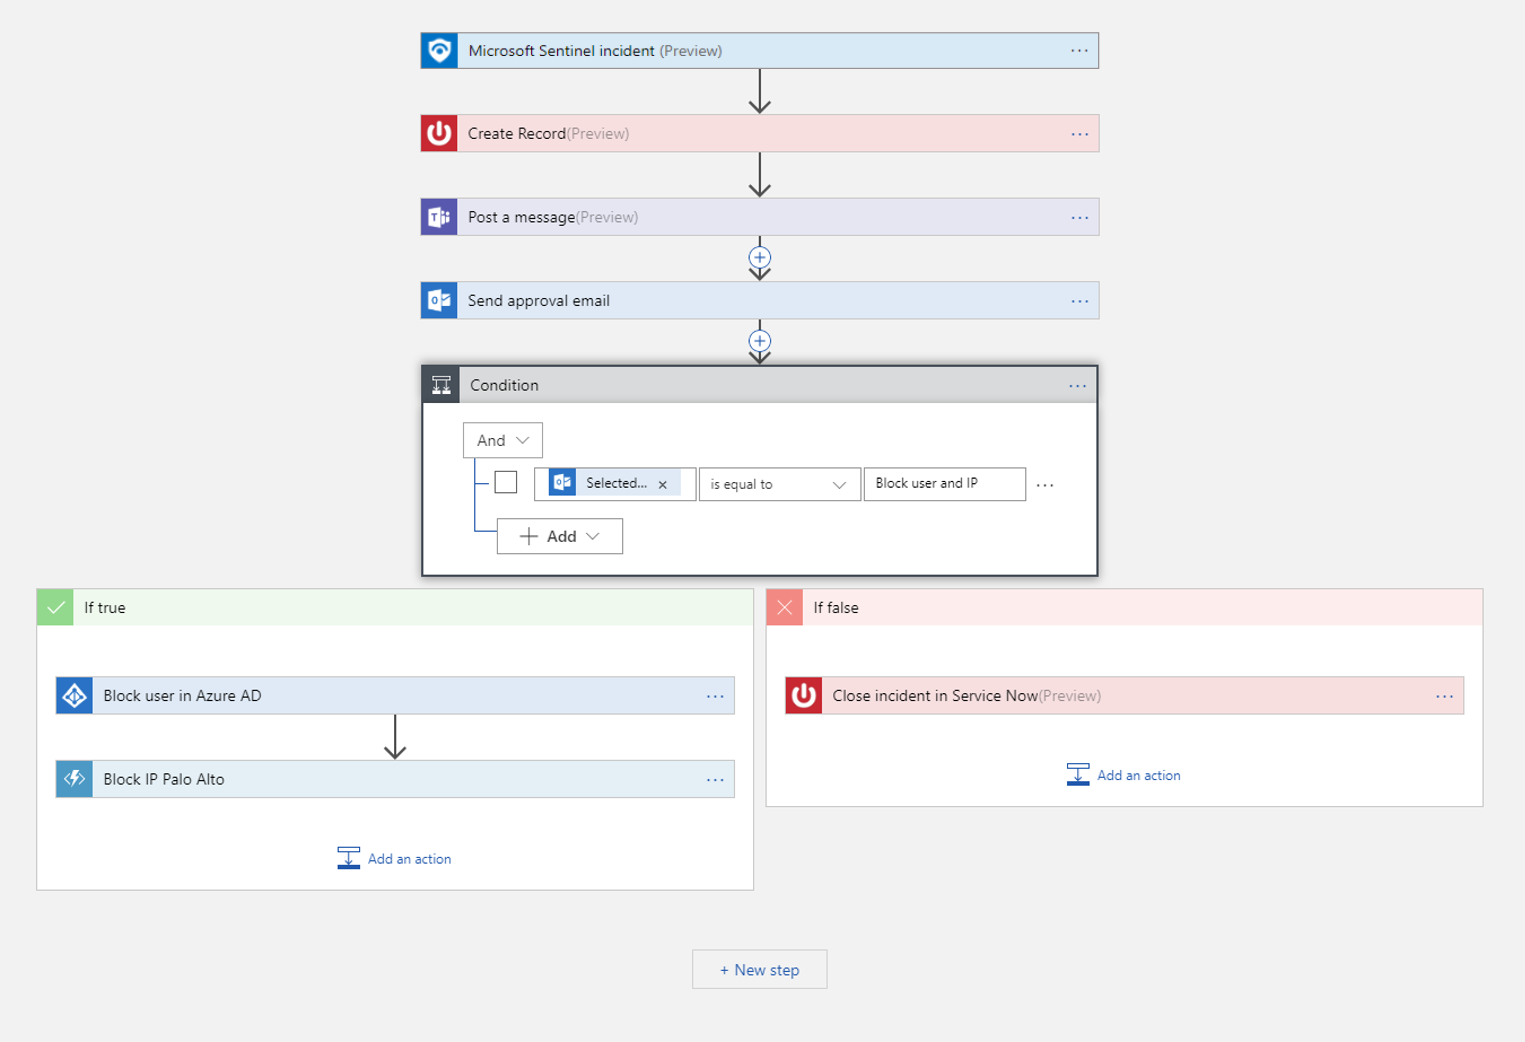 Microsoft Sentinel incident (Preview)
Create Record(Preview)
Post a message(Preview)
Send approval email
Condition
And
Selected... × is equal to Block user and IP
+ Add
If true
If false
Block user in Azure AD
Close incident in Service Now(Preview)
Block IP Palo Alto
Add an action
Add an action
+ New step